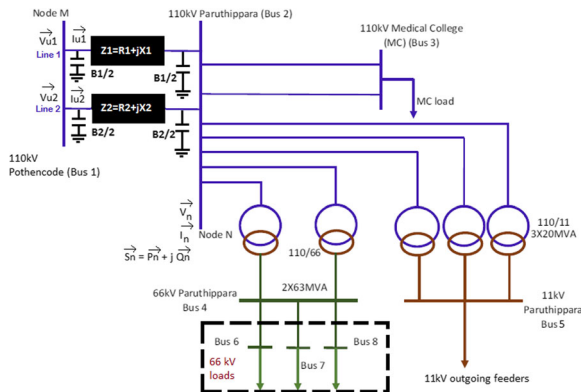 Node M
110kV Paruthippara (Bus 2)
110kV Medical College
(MC) (Bus 3)
Vu1 Iu1
Line 1
Z1=R1+jX1
B1/2
B1/2
MC load
Vu2 Iu2
Line 2
Z2=R2+jX2
B2/2
B2/2
110kV
Pothencode (Bus 1)
Vn
In
Node N
Sn = Pn + j Qn
110/66
110/11
3X20MVA
2X63MVA
66kV Paruthippara
Bus 4
11kV
Paruthippara
Bus 5
Bus 6
Bus 8
66 kV
loads
Bus 7
11kV outgoing feeders